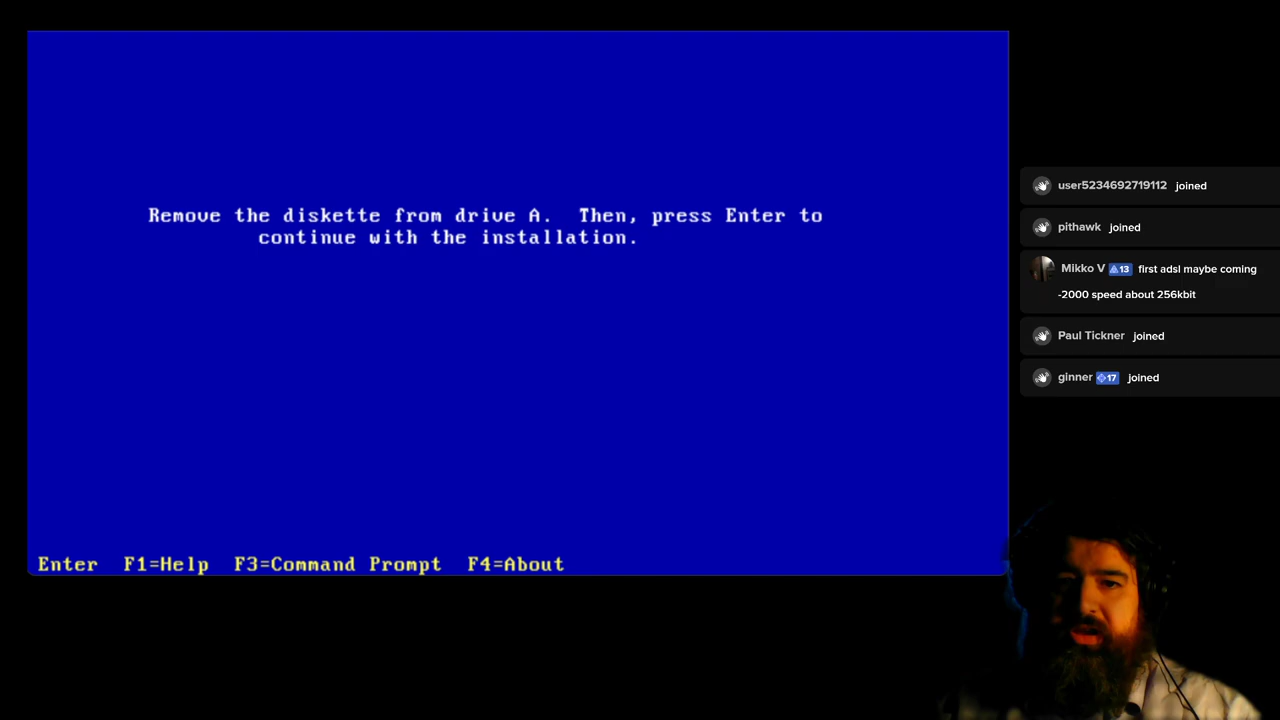 Remove the diskette from drive A.  Then, press Enter to
continue with the installation.
Enter  F1=Help  F3=Command Prompt  F4=About
user5234692719112 joined
pithawk joined
Mikko V 13 first adsl maybe coming
-2000 speed about 256kbit
Paul Tickner joined
ginner 17 joined